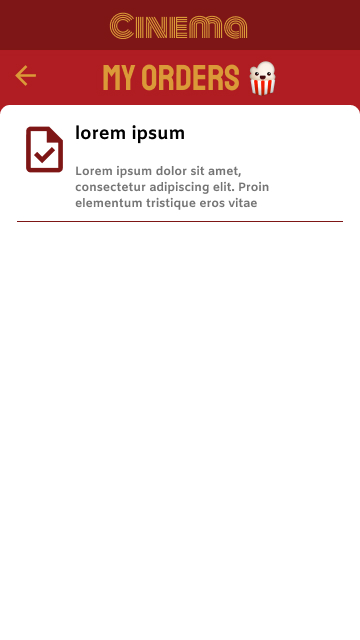 Cinema
MY ORDERS
lorem ipsum
Lorem ipsum dolor sit amet,
consectetur adipiscing elit. Proin
elementum tristique eros vitae